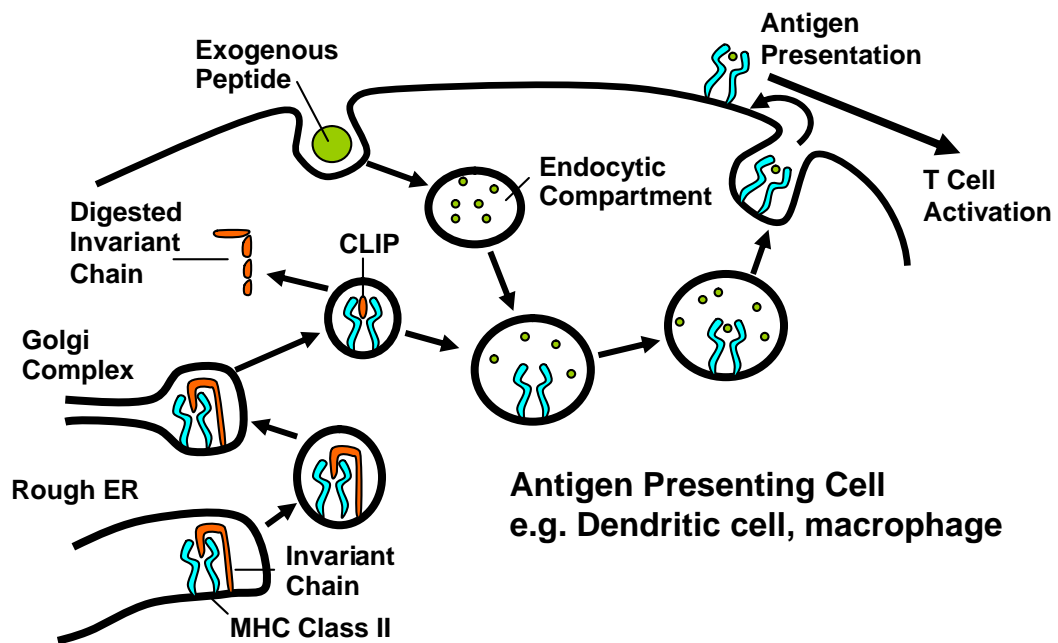 Exogenous
Peptide
Antigen
Presentation
Endocytic
Compartment
T Cell
Activation
Digested
Invariant
Chain
CLIP
Golgi
Complex
Rough ER
Antigen Presenting Cell
e.g. Dendritic cell, macrophage
Invariant
Chain
MHC Class II